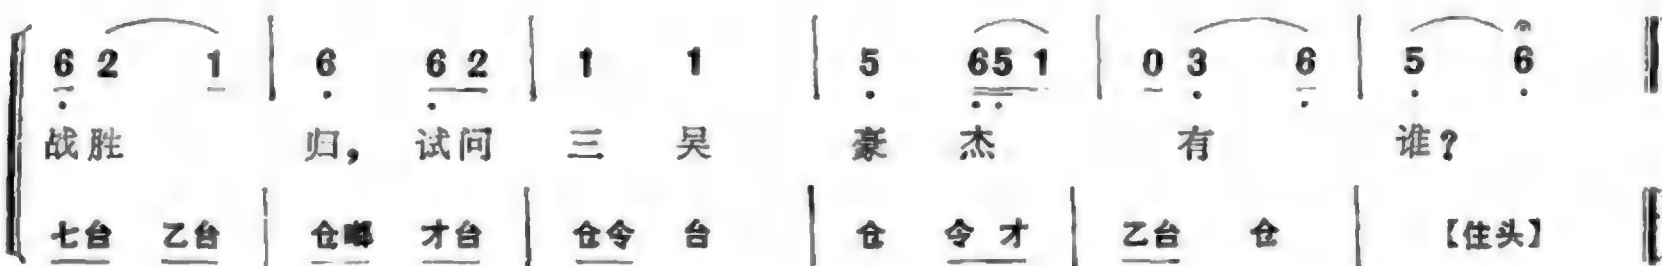 6 2 1 | 6 6 2 | 1 1 | 5 65 1 | 0 3 6 | 5 6
战胜 归，试问 三 吴 豪 杰 有 谁？
七台 乙台 | 仓 才台 | 仓令 台 | 仓 令 才 | 乙台 仓 | 【住头】